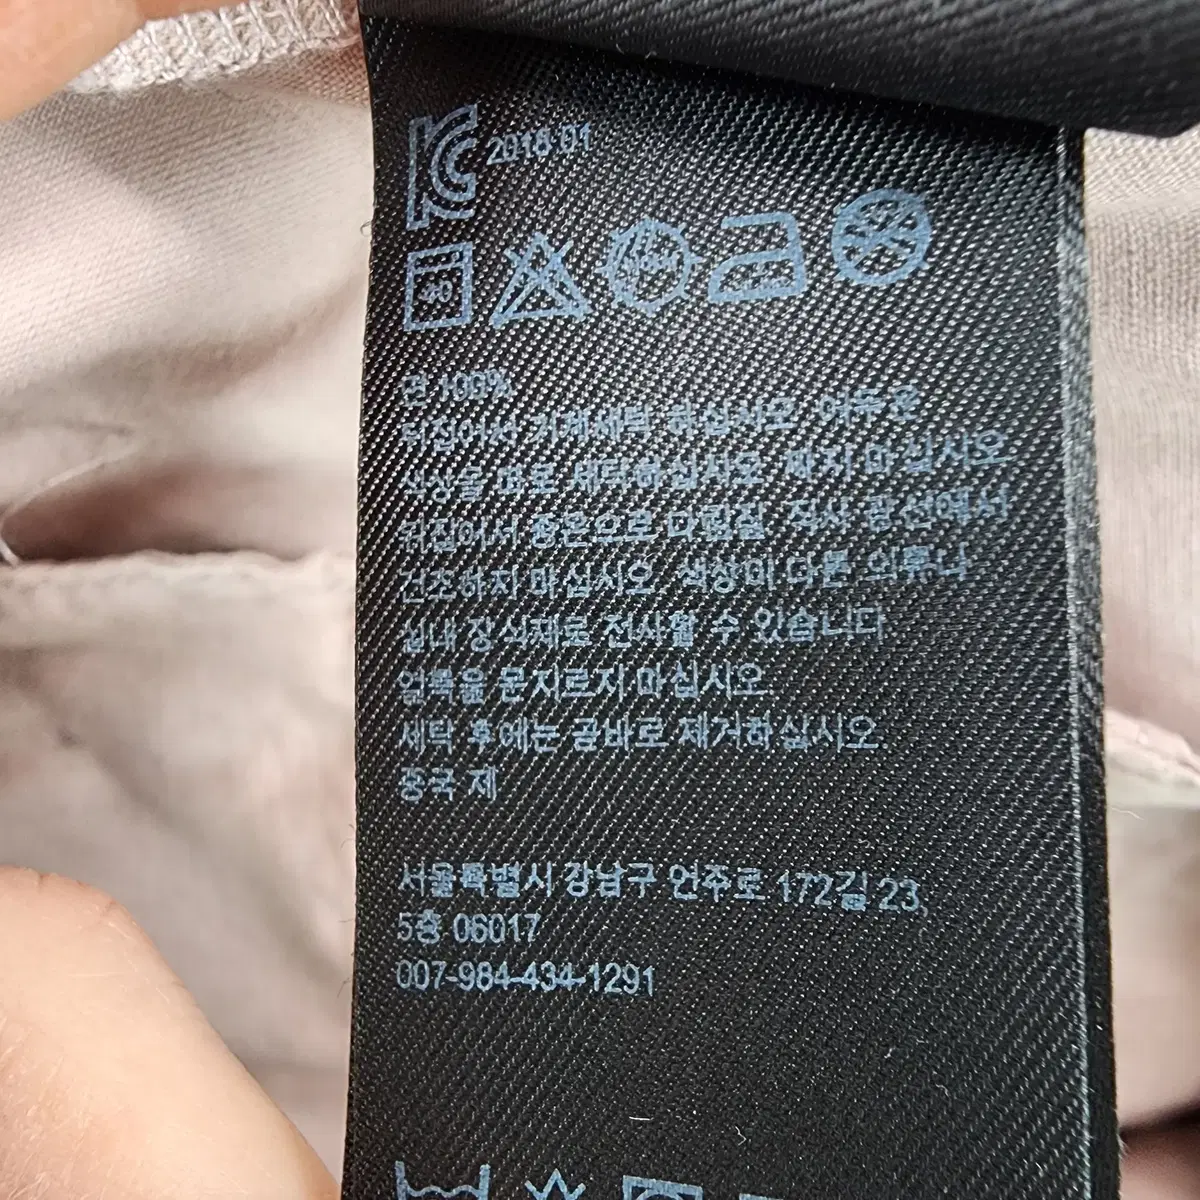 2018-01
40
면 100%
뒤집어서 기계세탁 하십시오. 어두운
색상을 따로 세탁하십시오. 짜지 마십시오.
뒤집어서 중온으로 다림질. 직사 광선에서
건조하지 마십시오. 색상이 다른 의류나
실내 장식재로 전사될 수 있습니다
얼룩을 문지르지 마십시오.
세탁 후에는 곧바로 제거하십시오
중국 제
서울특별시 강남구 언주로 172길 23,
5층 06017
007-984-434-1291